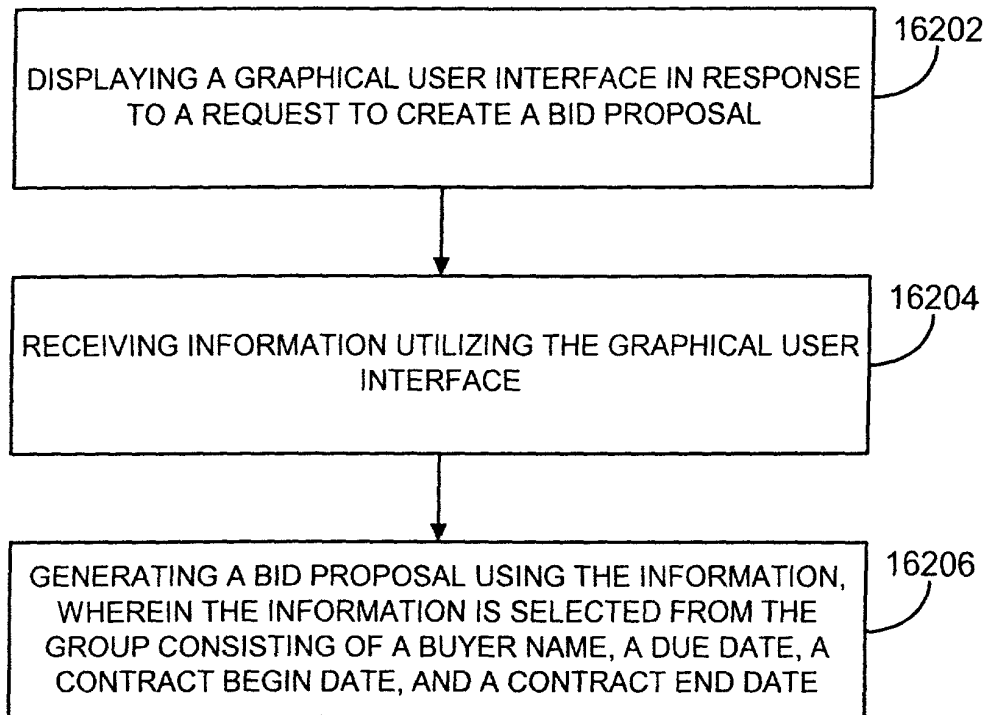 16202
DISPLAYING A GRAPHICAL USER INTERFACE IN RESPONSE
TO A REQUEST TO CREATE A BID PROPOSAL
16204
RECEIVING INFORMATION UTILIZING THE GRAPHICAL USER
INTERFACE
16206
GENERATING A BID PROPOSAL USING THE INFORMATION,
WHEREIN THE INFORMATION IS SELECTED FROM THE
GROUP CONSISTING OF A BUYER NAME, A DUE DATE, A
CONTRACT BEGIN DATE, AND A CONTRACT END DATE